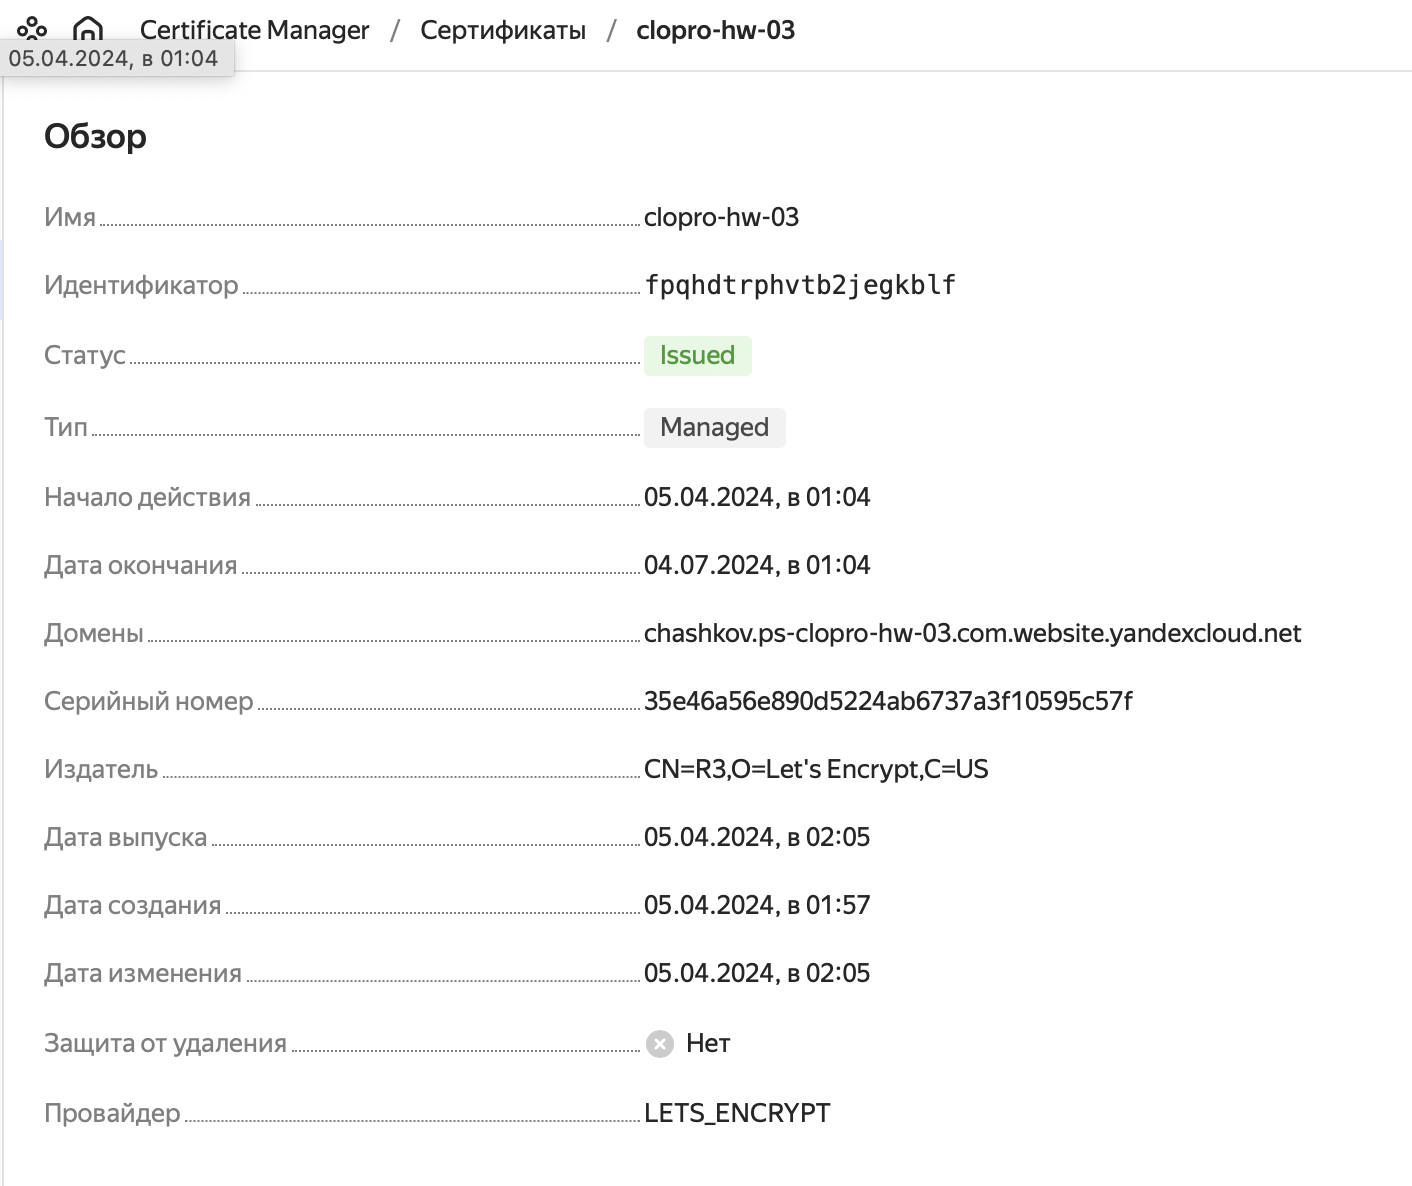 Certificate Manager / Сертификаты / clopro-hw-03
05.04.2024, в 01:04
Обзор
Имя clopro-hw-03
Идентификатор fpqhdtrphvtb2jegkblf
Статус Issued
Тип Managed
Начало действия 05.04.2024, в 01:04
Дата окончания 04.07.2024, в 01:04
Домены chashkov.ps-clopro-hw-03.com.website.yandexcloud.net
Серийный номер 35e46a56e890d5224ab6737a3f10595c57f
Издатель CN=R3,O=Let's Encrypt,C=US
Дата выпуска 05.04.2024, в 02:05
Дата создания 05.04.2024, в 01:57
Дата изменения 05.04.2024, в 02:05
Защита от удаления Нет
Провайдер LETS_ENCRYPT